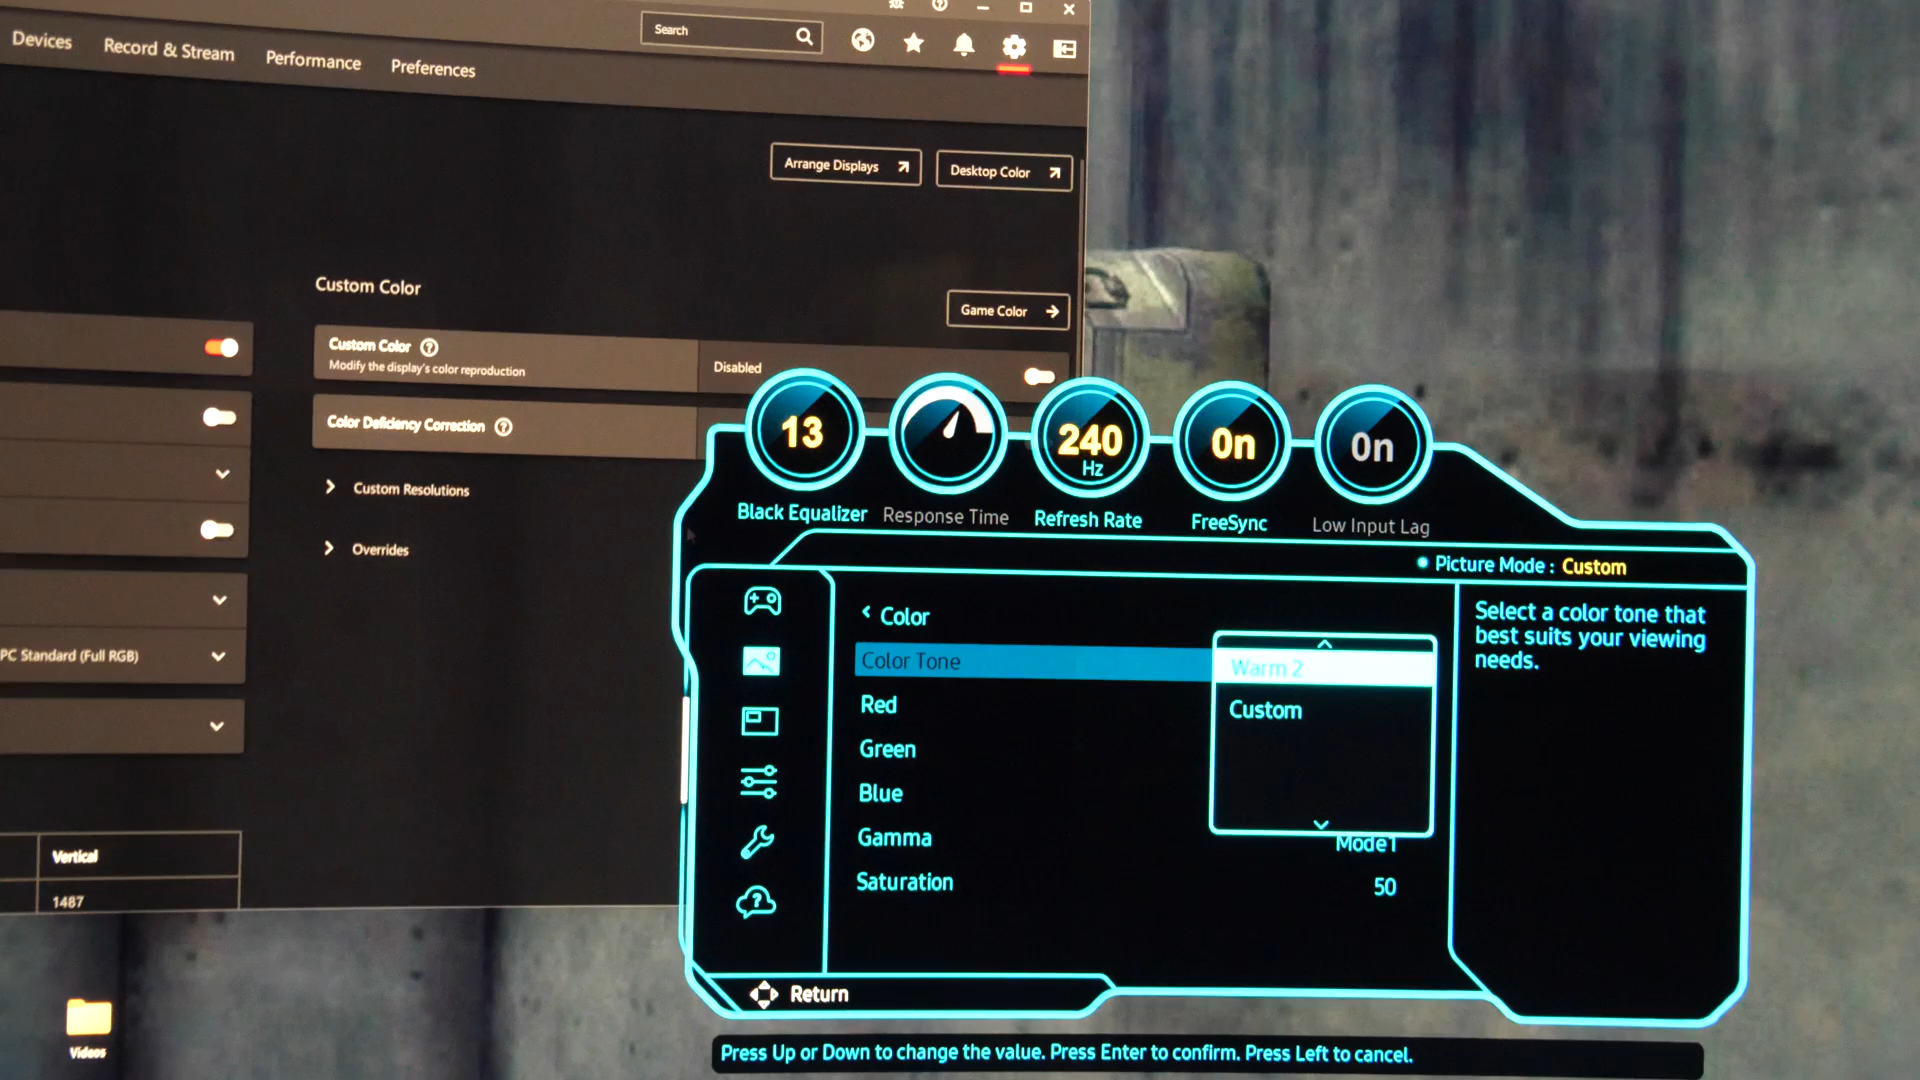 Devices
Record & Stream
Performance
Preferences
Search
Arrange Displays
Desktop Color
Custom Color
Game Color
Custom Color
Modify the display's color reproduction
Disabled
Color Deficiency Correction
Custom Resolutions
Overrides
PC Standard (Full RGB)
Vertical
1487
Videos
13
240
Hz
On
On
Black Equalizer
Response Time
Refresh Rate
FreeSync
Low Input Lag
Picture Mode : Custom
Color
Color Tone
Warm 2
Custom
Red
Green
Blue
Gamma
Mode1
Saturation
50
Select a color tone that
best suits your viewing
needs.
Return
Press Up or Down to change the value. Press Enter to confirm. Press Left to cancel.